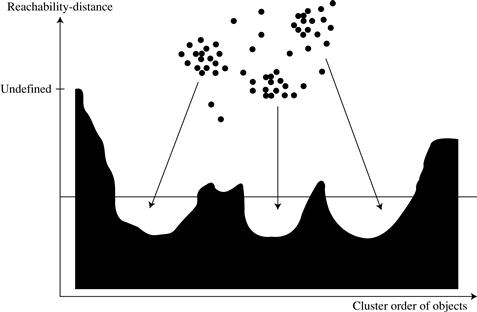 Reachability-distance
Undefined
Cluster order of objects